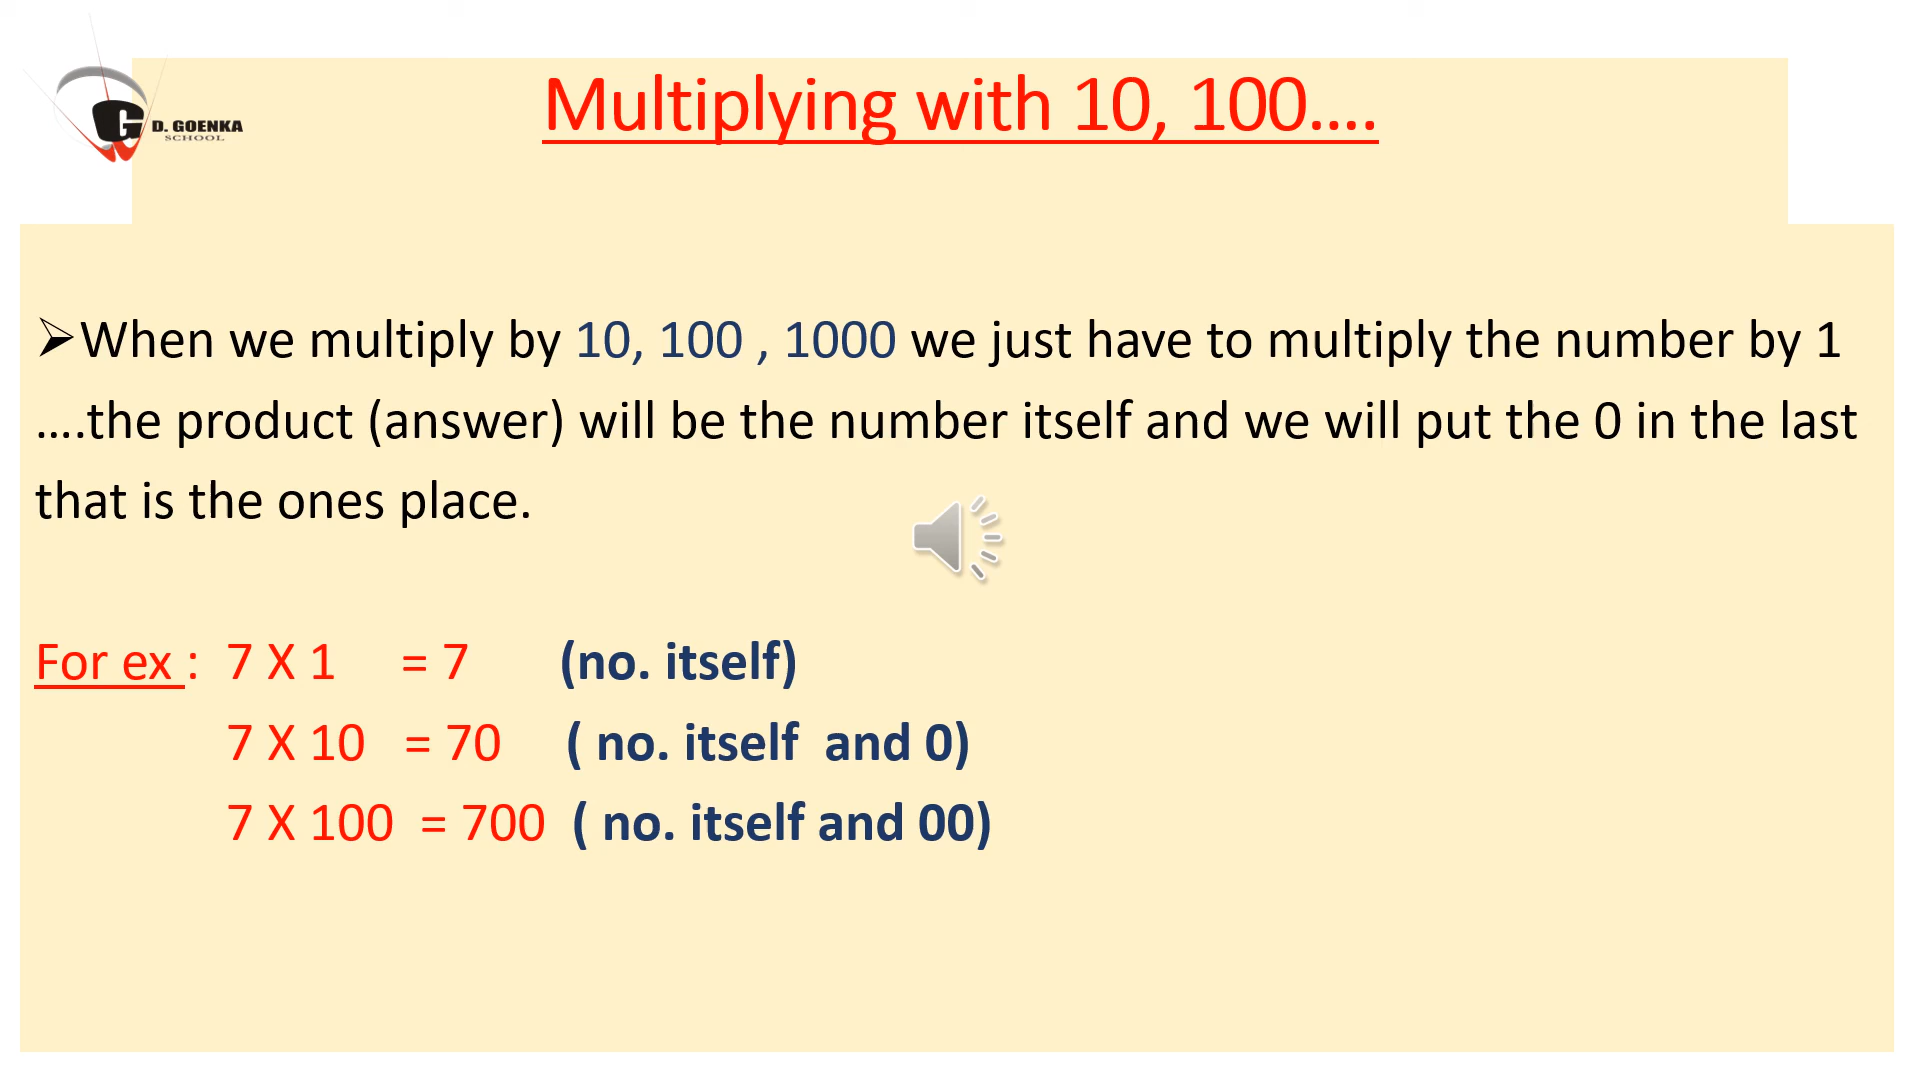 G D. GOENKA
SCHOOL
Multiplying with 10, 100....
➢When we multiply by 10, 100 , 1000 we just have to multiply the number by 1
....the product (answer) will be the number itself and we will put the 0 in the last
that is the ones place.
For ex : 7 X 1 = 7 (no. itself)
7 X 10 = 70 ( no. itself and 0)
7 X 100 = 700 ( no. itself and 00)